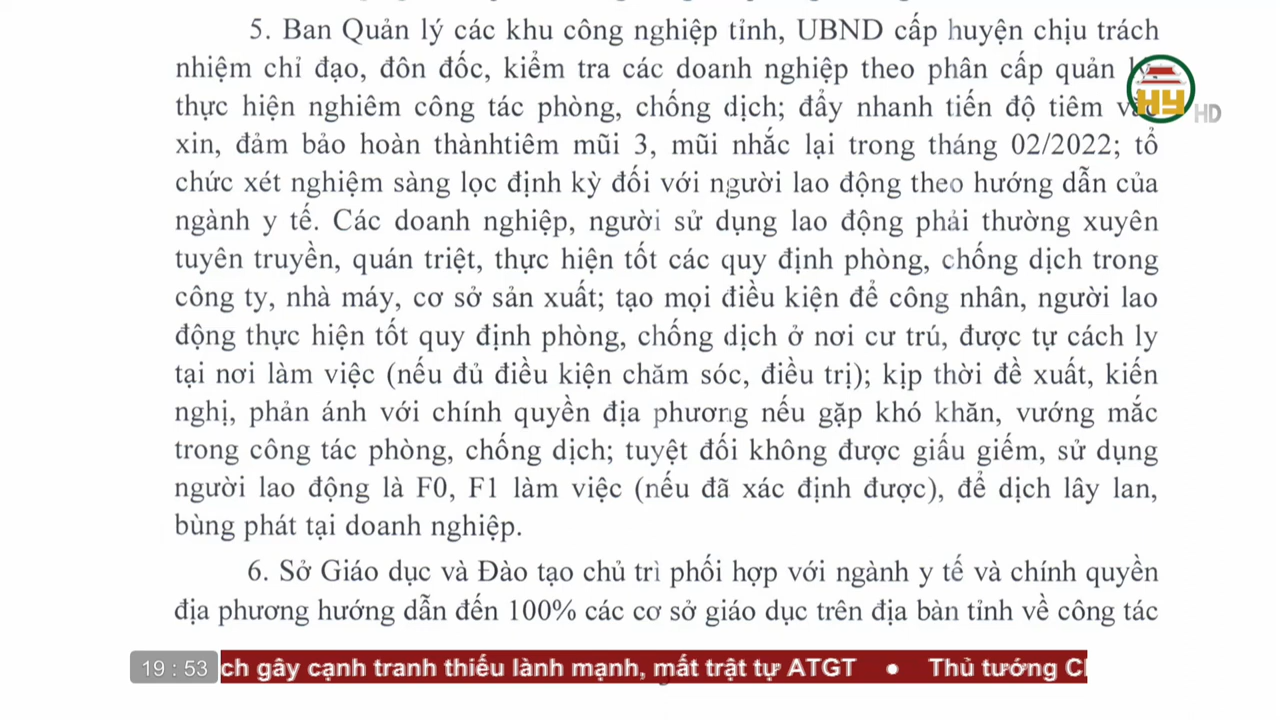 5. Ban Quản lý các khu công nghiệp tỉnh, UBND cấp huyện chịu trách
nhiệm chỉ đạo, đôn đốc, kiểm tra các doanh nghiệp theo phân cấp quản
thực hiện nghiêm công tác phòng, chống dịch; đẩy nhanh tiến độ tiêm
xin, đảm bảo hoàn thànhtiêm mũi 3, mũi nhắc lại trong tháng 02/2022; tổ
chức xét nghiệm sàng lọc định kỳ đối với người lao động theo hướng dẫn của
ngành y tế. Các doanh nghiệp, người sử dụng lao động phải thường xuyên
tuyên truyền, quán triệt, thực hiện tốt các quy định phòng, chống dịch trong
công ty, nhà máy, cơ sở sản xuất; tạo mọi điều kiện để công nhân, người lao
động thực hiện tốt quy định phòng, chống dịch ở nơi cư trú, được tự cách ly
tại nơi làm việc (nếu đủ điều kiện chăm sóc, điều trị); kịp thời đề xuất, kiến
nghị, phản ánh với chính quyền địa phương nếu gặp khó khăn, vướng mắc
trong công tác phòng, chống dịch; tuyệt đối không được giấu giếm, sử dụng
người lao động là F0, F1 làm việc (nếu đã xác định được), để dịch lây lan,
bùng phát tại doanh nghiệp.
6. Sở Giáo dục và Đào tạo chủ trì phối hợp với ngành y tế và chính quyền
địa phương hướng dẫn đến 100% các cơ sở giáo dục trên địa bàn tỉnh về công tác
HY HD
19 : 53 ch gây cạnh tranh thiếu lành mạnh, mất trật tự ATGT ● Thủ tướng